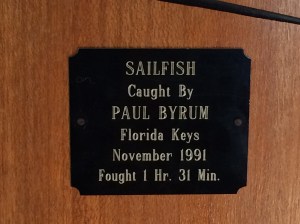 SAILFISH
Caught By
PAUL BYRUM
Florida Keys
November 1991
Fought 1 Hr. 31 Min.